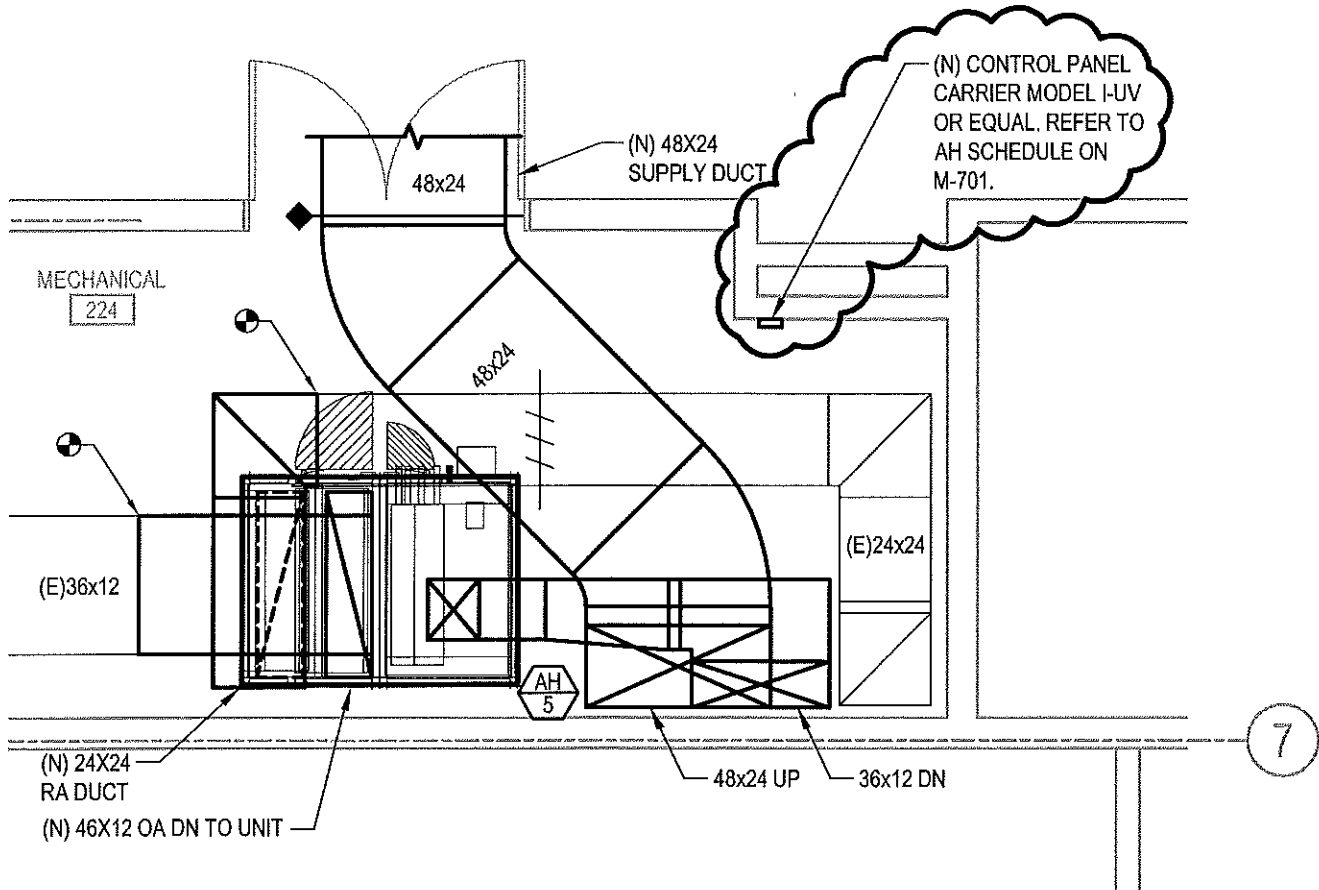 (N) CONTROL PANEL
CARRIER MODEL I-UV
OR EQUAL. REFER TO
AH SCHEDULE ON
M-701.
(N) 48X24
SUPPLY DUCT
48x24
MECHANICAL
224
48x24
(E)36x12
(E)24x24
AH
5
7
(N) 24X24
RA DUCT
48x24 UP
36x12 DN
(N) 46X12 OA DN TO UNIT